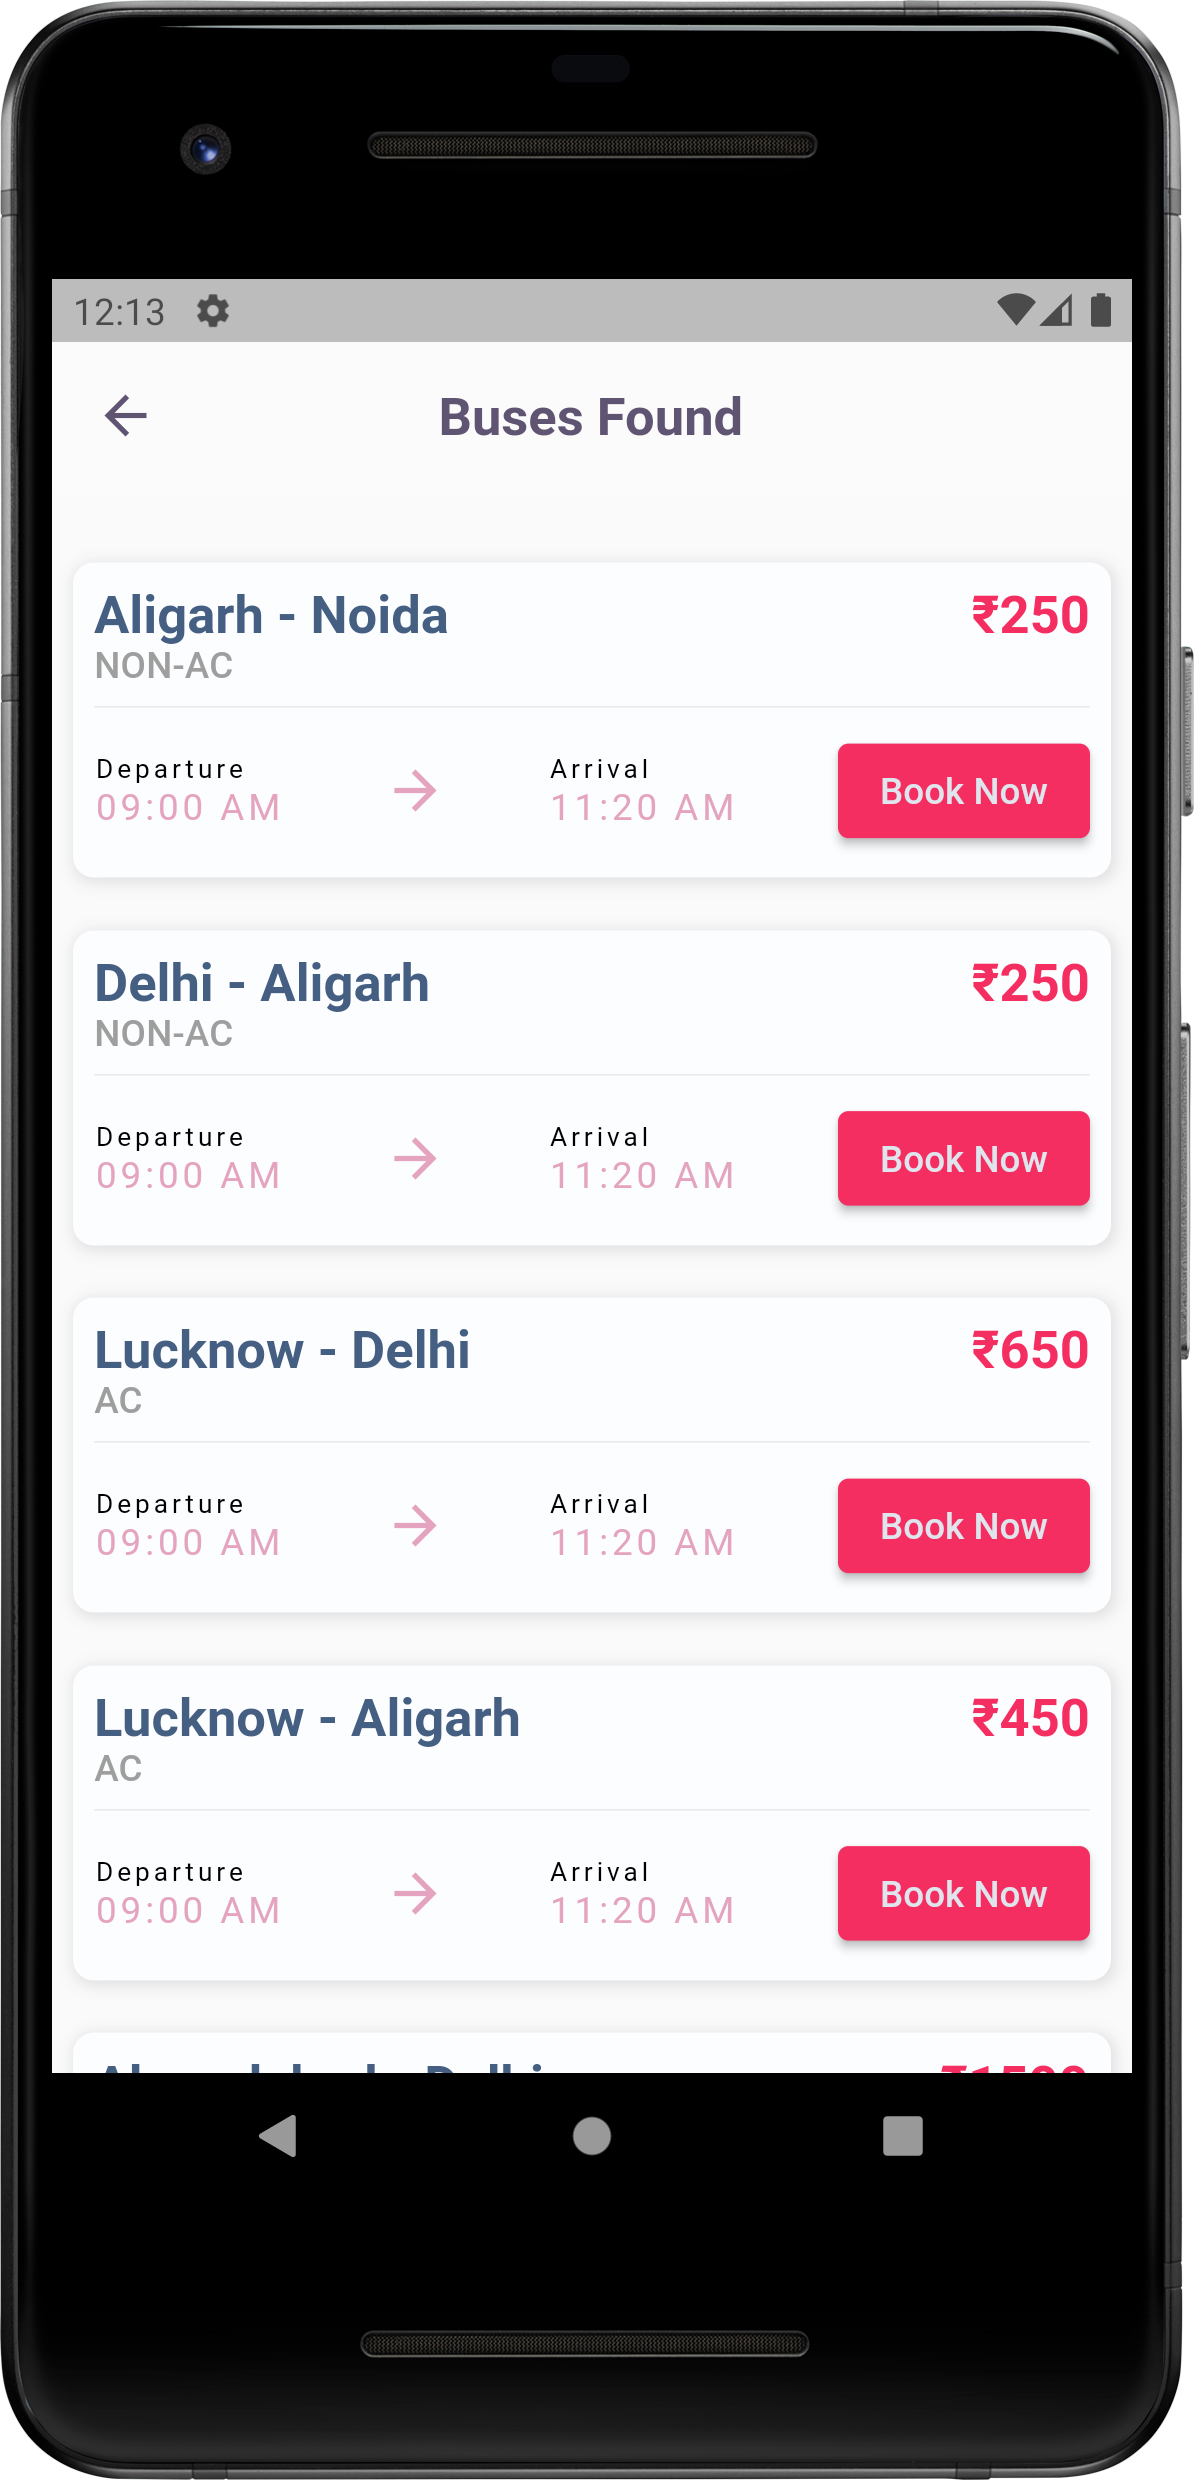 12:13
Buses Found
Aligarh - Noida ₹250
NON-AC
Departure Arrival
09:00 AM 11:20 AM
Book Now
Delhi - Aligarh ₹250
NON-AC
Departure Arrival
09:00 AM 11:20 AM
Book Now
Lucknow - Delhi ₹650
AC
Departure Arrival
09:00 AM 11:20 AM
Book Now
Lucknow - Aligarh ₹450
AC
Departure Arrival
09:00 AM 11:20 AM
Book Now
Delhi